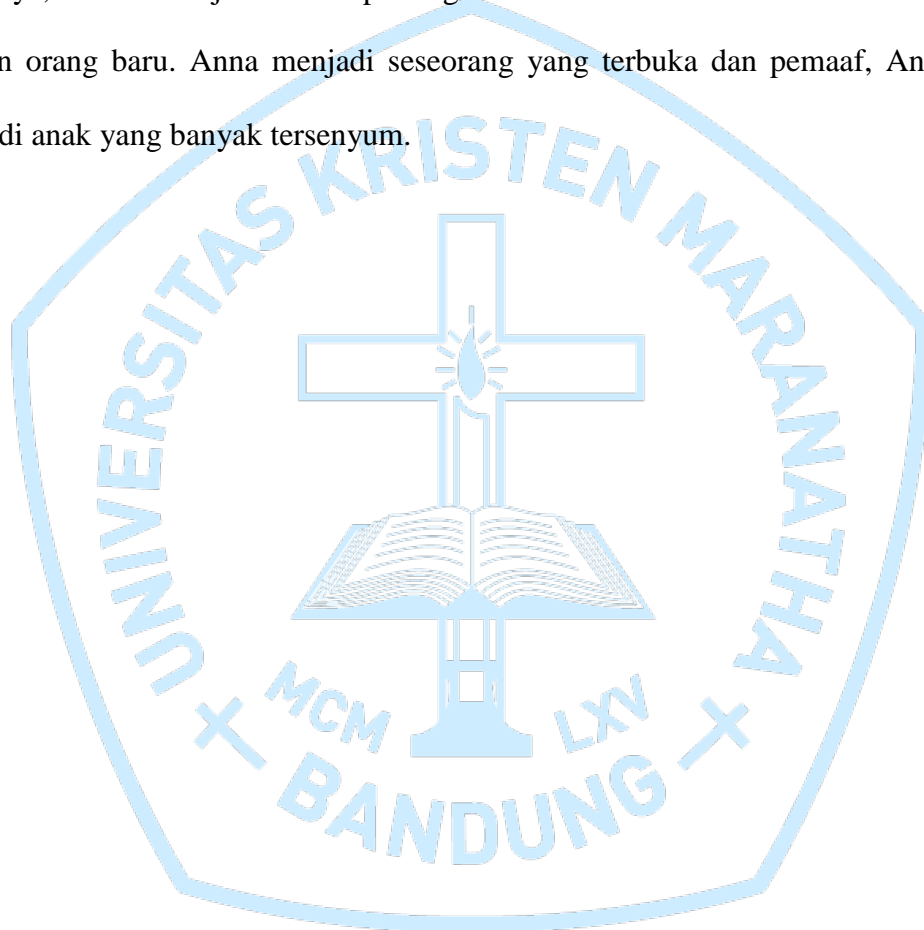 n orang baru. Anna menjadi seseorang yang terbuka dan pemaaf, An
di anak yang banyak tersenyum.
UNIVERSITAS KRISTEN MARANATHA
MCM LXV
BANDUNG